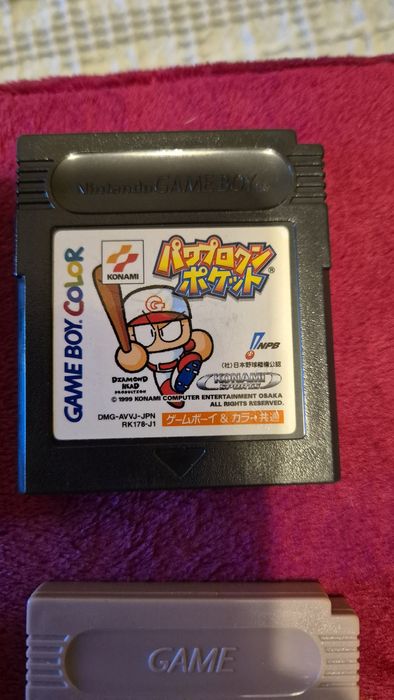 Nintendo GAME BOY
GAME BOY COLOR
KONAMI
パワプロクン
ポケット®
G
NPB
(社)日本野球機構公認
DIAMOND
HEAD
PRODUCTION
KONAMI
© 1999 KONAMI COMPUTER ENTERTAINMENT OSAKA
ALL RIGHTS RESERVED.
DMG-AVVJ-JPN
RK178-J1
ゲームボーイ & カラー共通
GAME